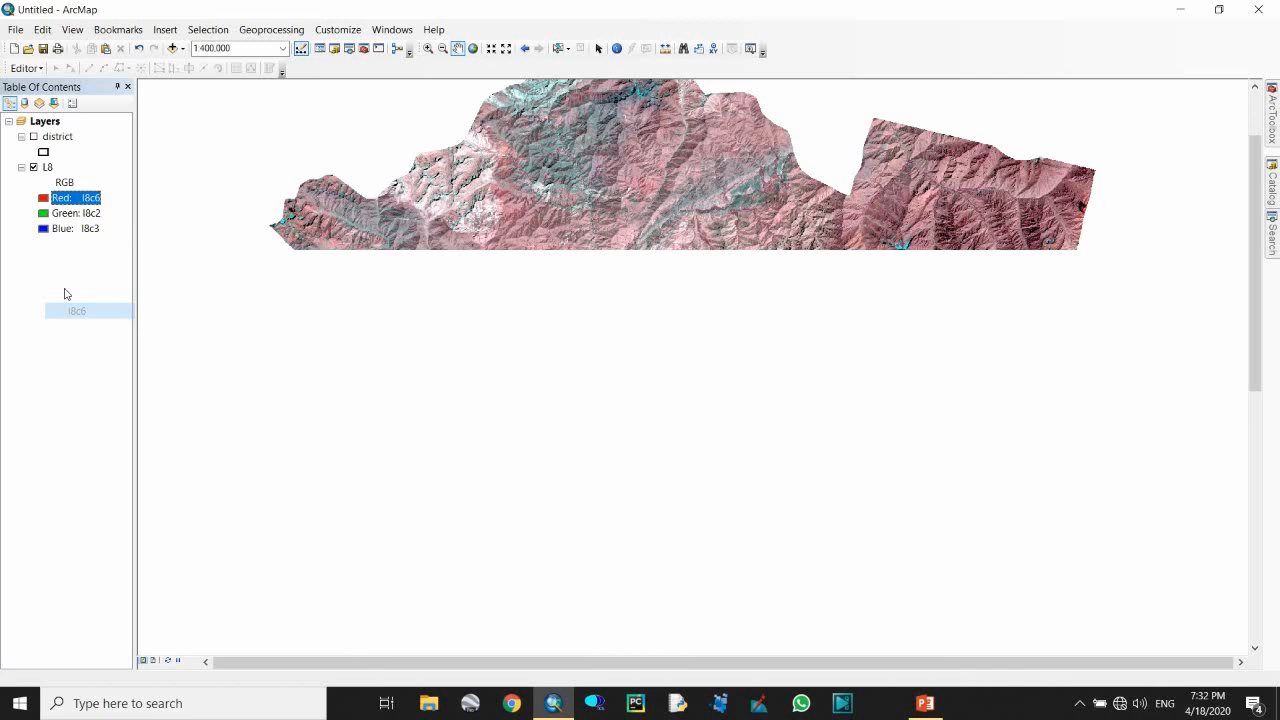 Untitled - ArcMap
File Edit View Bookmarks Insert Selection Geoprocessing Customize Windows Help
1:400,000
Editor
Table Of Contents
Layers
district
L8
RGB
Red: l8c6
Green: l8c2
Blue: l8c3
l8c6
ArcToolbox
Catalog
Search
Type here to search
PC
ENG
7:32 PM
4/18/2020
4